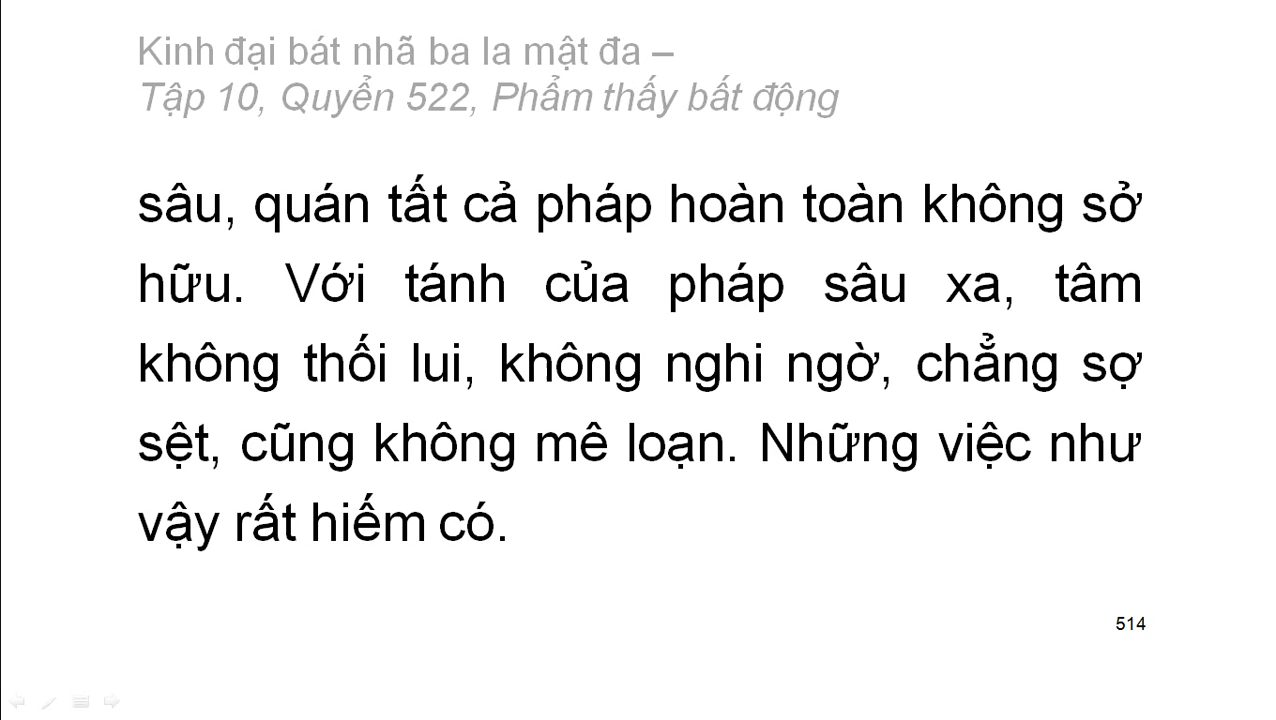 Kinh đại bát nhã ba la mật đa –
Tập 10, Quyển 522, Phẩm thấy bất động
sâu, quán tất cả pháp hoàn toàn không sở
hữu. Với tánh của pháp sâu xa, tâm
không thối lui, không nghi ngờ, chẳng sợ
sệt, cũng không mê loạn. Những việc như
vậy rất hiếm có.
514